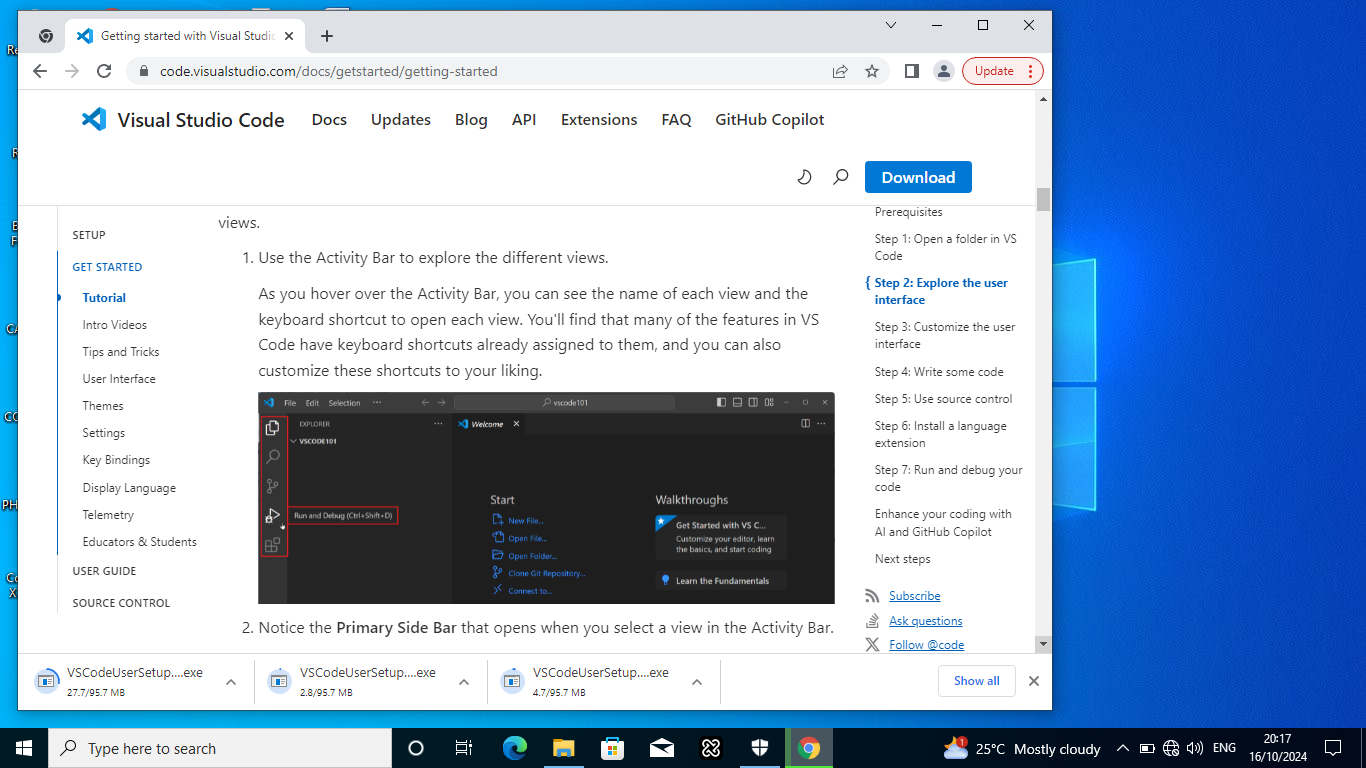 Getting started with Visual Studio
code.visualstudio.com/docs/getstarted/getting-started
Update
Visual Studio Code
Docs
Updates
Blog
API
Extensions
FAQ
GitHub Copilot
Download
SETUP
GET STARTED
Tutorial
Intro Videos
Tips and Tricks
User Interface
Themes
Settings
Key Bindings
Display Language
Telemetry
Educators & Students
USER GUIDE
SOURCE CONTROL
views.
1. Use the Activity Bar to explore the different views.
As you hover over the Activity Bar, you can see the name of each view and the
keyboard shortcut to open each view. You'll find that many of the features in VS
Code have keyboard shortcuts already assigned to them, and you can also
customize these shortcuts to your liking.
File Edit Selection ···
vscode101
EXPLORER ···
VSCODE101
Welcome
Run and Debug (Ctrl+Shift+D)
Start
New File...
Open File...
Open Folder...
Clone Git Repository...
Connect to...
Walkthroughs
Get Started with VS C...
Customize your editor, learn
the basics, and start coding
Learn the Fundamentals
2. Notice the Primary Side Bar that opens when you select a view in the Activity Bar.
Prerequisites
Step 1: Open a folder in VS
Code
Step 2: Explore the user
interface
Step 3: Customize the user
interface
Step 4: Write some code
Step 5: Use source control
Step 6: Install a language
extension
Step 7: Run and debug your
code
Enhance your coding with
AI and GitHub Copilot
Next steps
Subscribe
Ask questions
Follow @code
VSCodeUserSetup....exe
27.7/95.7 MB
VSCodeUserSetup....exe
2.8/95.7 MB
VSCodeUserSetup....exe
4.7/95.7 MB
Show all
Type here to search
1
25°C Mostly cloudy
ENG
20:17
16/10/2024